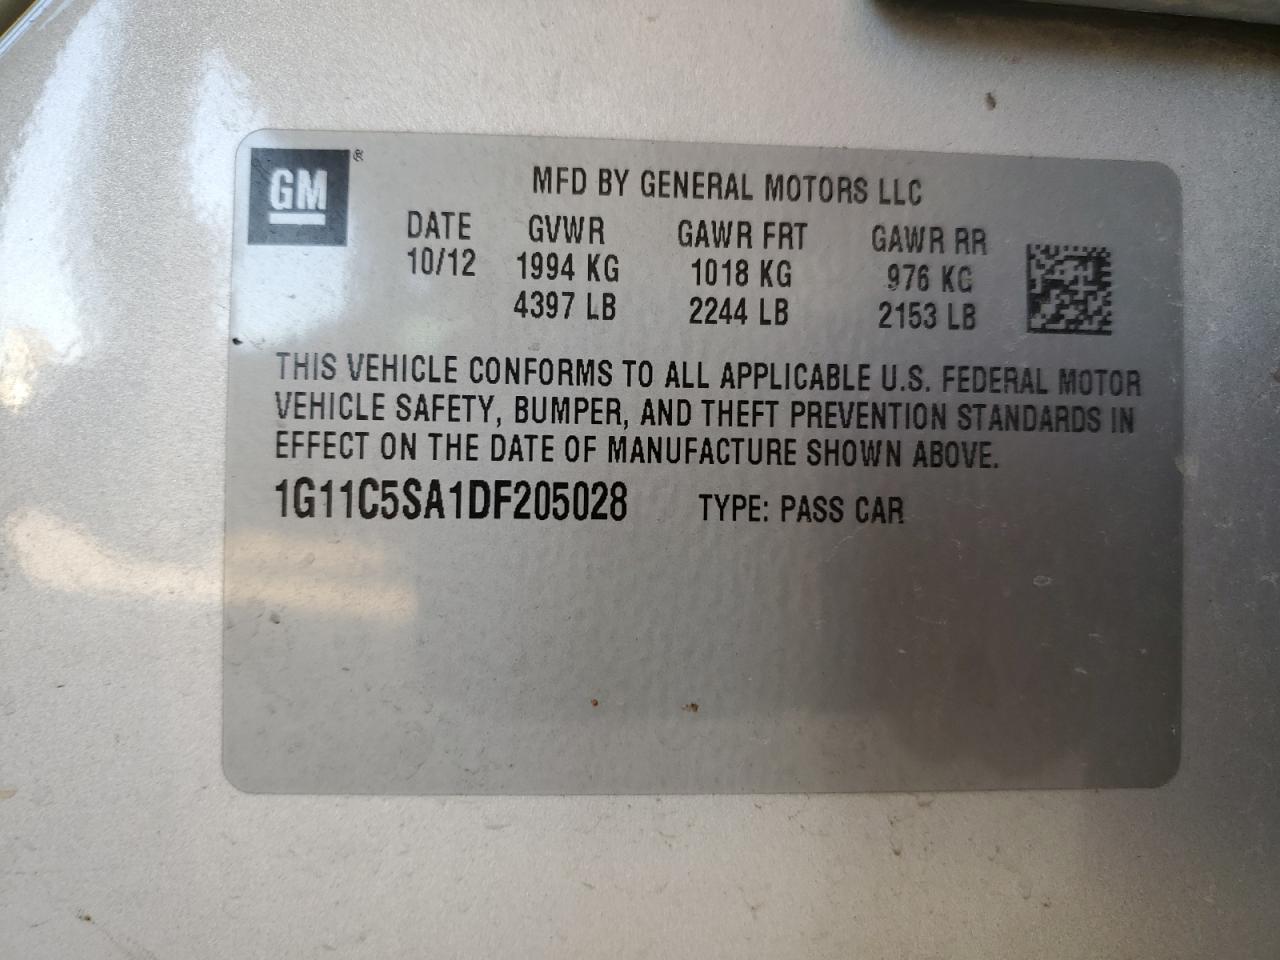 GM®
MFD BY GENERAL MOTORS LLC
DATE GVWR GAWR FRT GAWR RR
10/12 1994 KG 1018 KG 976 KG
4397 LB 2244 LB 2153 LB
THIS VEHICLE CONFORMS TO ALL APPLICABLE U.S. FEDERAL MOTOR
VEHICLE SAFETY, BUMPER, AND THEFT PREVENTION STANDARDS IN
EFFECT ON THE DATE OF MANUFACTURE SHOWN ABOVE.
1G11C5SA1DF205028 TYPE: PASS CAR